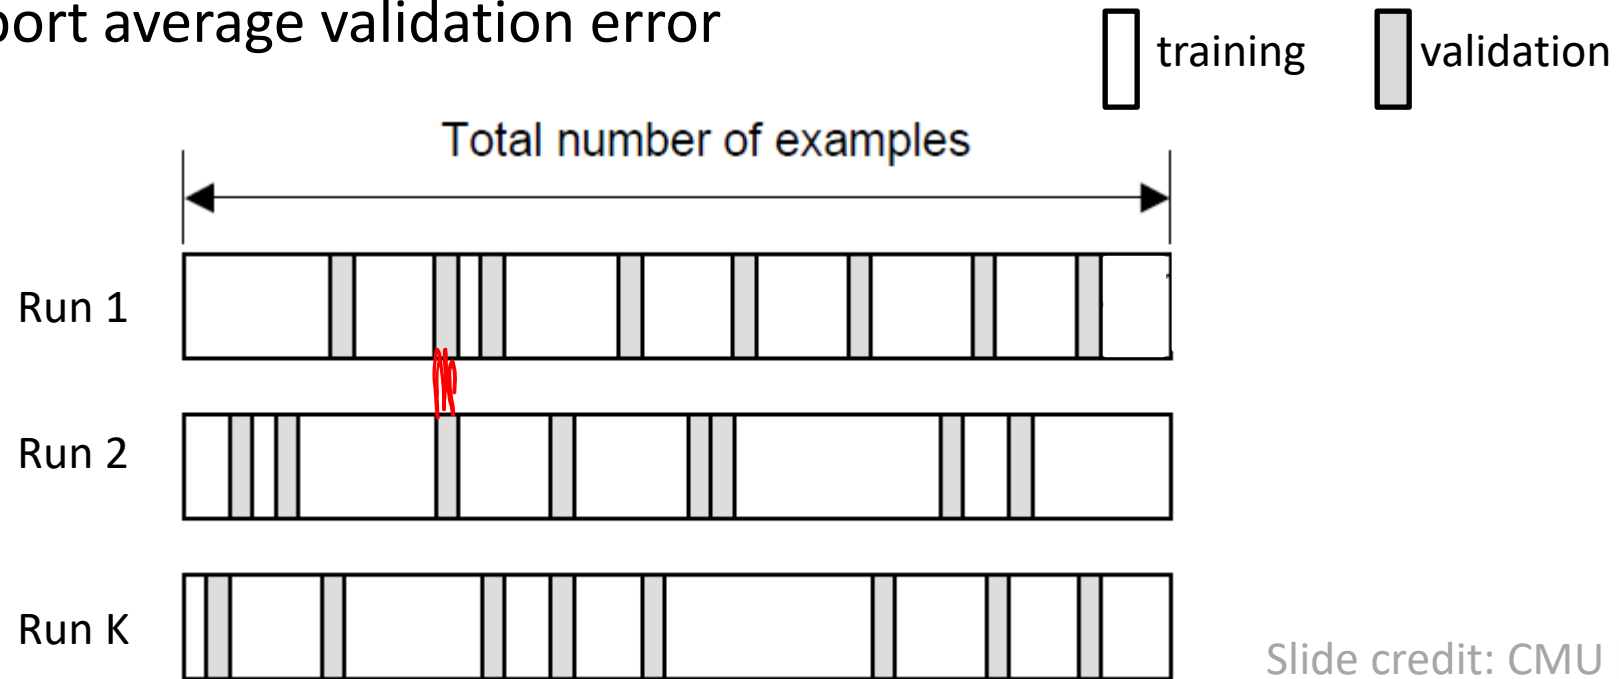 port average validation error
training
validation
Total number of examples
Run 1
Run 2
Run K
Slide credit: CMU